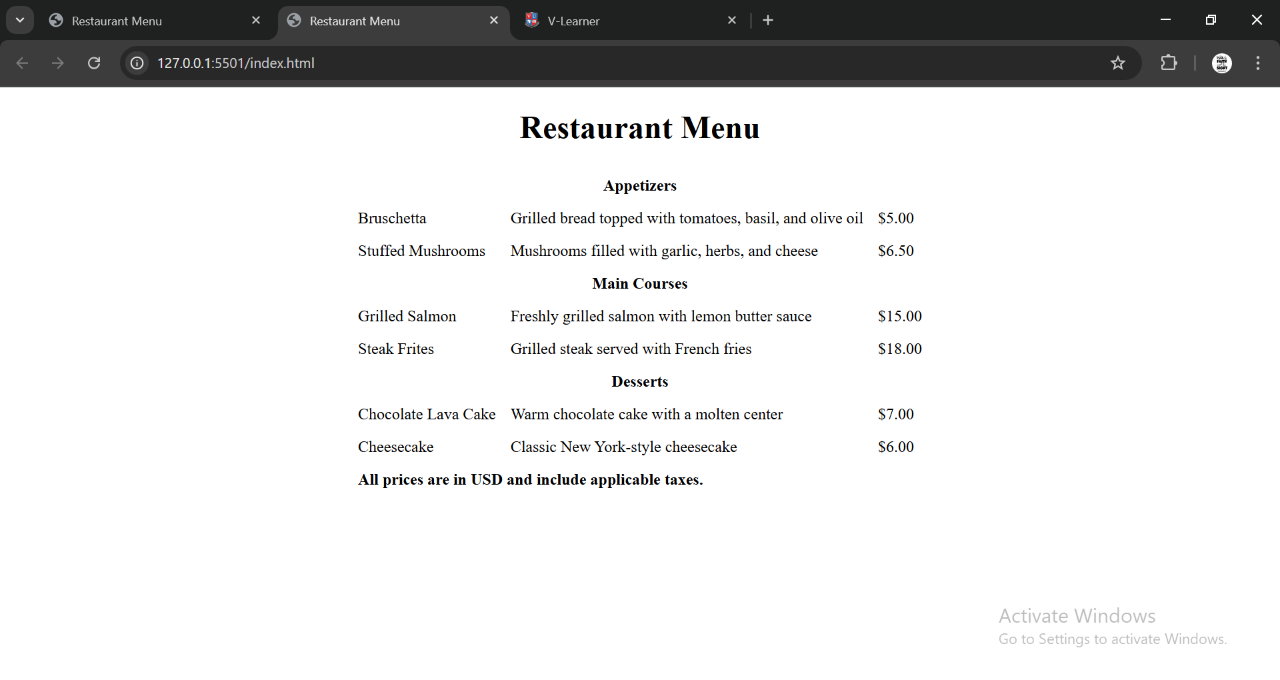 Restaurant Menu
Restaurant Menu
V-Learner
127.0.0.1:5501/index.html
Restaurant Menu
Appetizers
Bruschetta Grilled bread topped with tomatoes, basil, and olive oil $5.00
Stuffed Mushrooms Mushrooms filled with garlic, herbs, and cheese $6.50
Main Courses
Grilled Salmon Freshly grilled salmon with lemon butter sauce $15.00
Steak Frites Grilled steak served with French fries $18.00
Desserts
Chocolate Lava Cake Warm chocolate cake with a molten center $7.00
Cheesecake Classic New York-style cheesecake $6.00
All prices are in USD and include applicable taxes.
Activate Windows
Go to Settings to activate Windows.